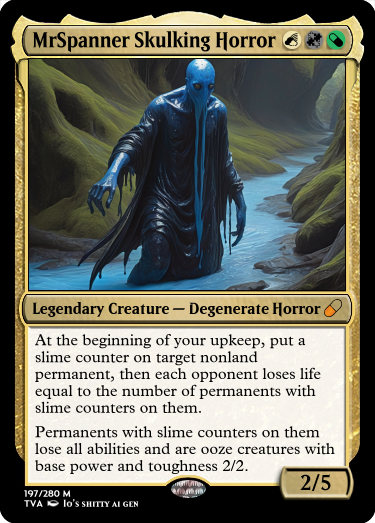 MrSpanner Skulking Horror
Legendary Creature — Degenerate Horror
At the beginning of your upkeep, put a
slime counter on target nonland
permanent, then each opponent loses life
equal to the number of permanents with
slime counters on them.
Permanents with slime counters on them
lose all abilities and are ooze creatures with
base power and toughness 2/2.
2/5
197/280 M
TVA Io's shitty ai gen